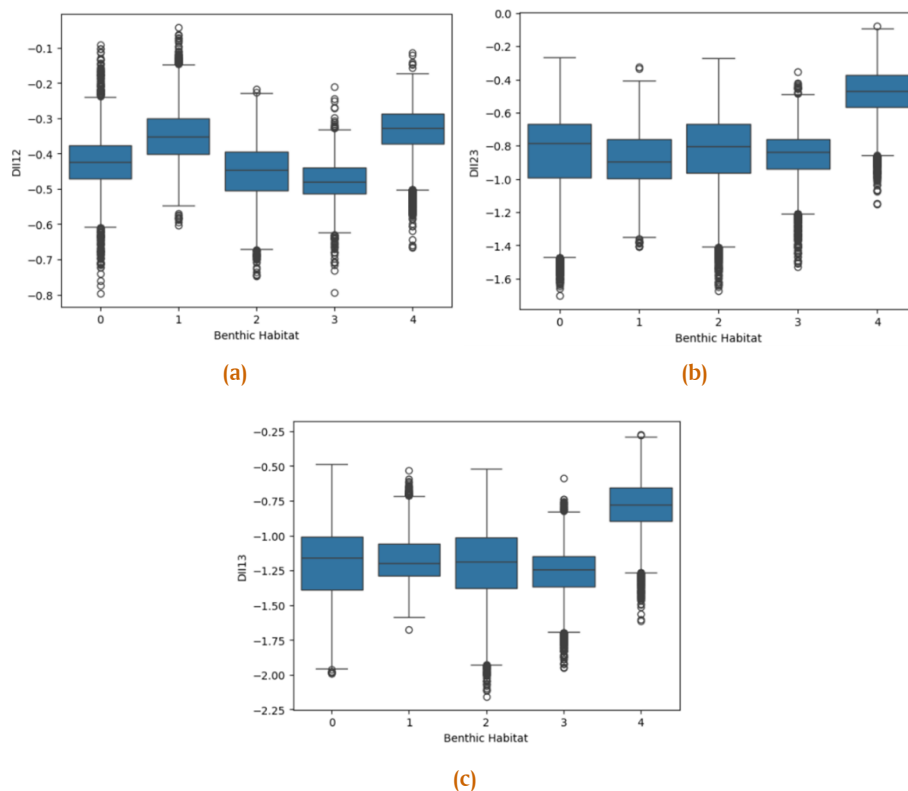 DII12
−0.1
−0.2
−0.3
−0.4
−0.5
−0.6
−0.7
−0.8
0 1 2 3 4
Benthic Habitat
(a)
DII23
0.0
−0.2
−0.4
−0.6
−0.8
−1.0
−1.2
−1.4
−1.6
0 1 2 3 4
Benthic Habitat
(b)
DII13
−0.25
−0.50
−0.75
−1.00
−1.25
−1.50
−1.75
−2.00
−2.25
0 1 2 3 4
Benthic Habitat
(c)